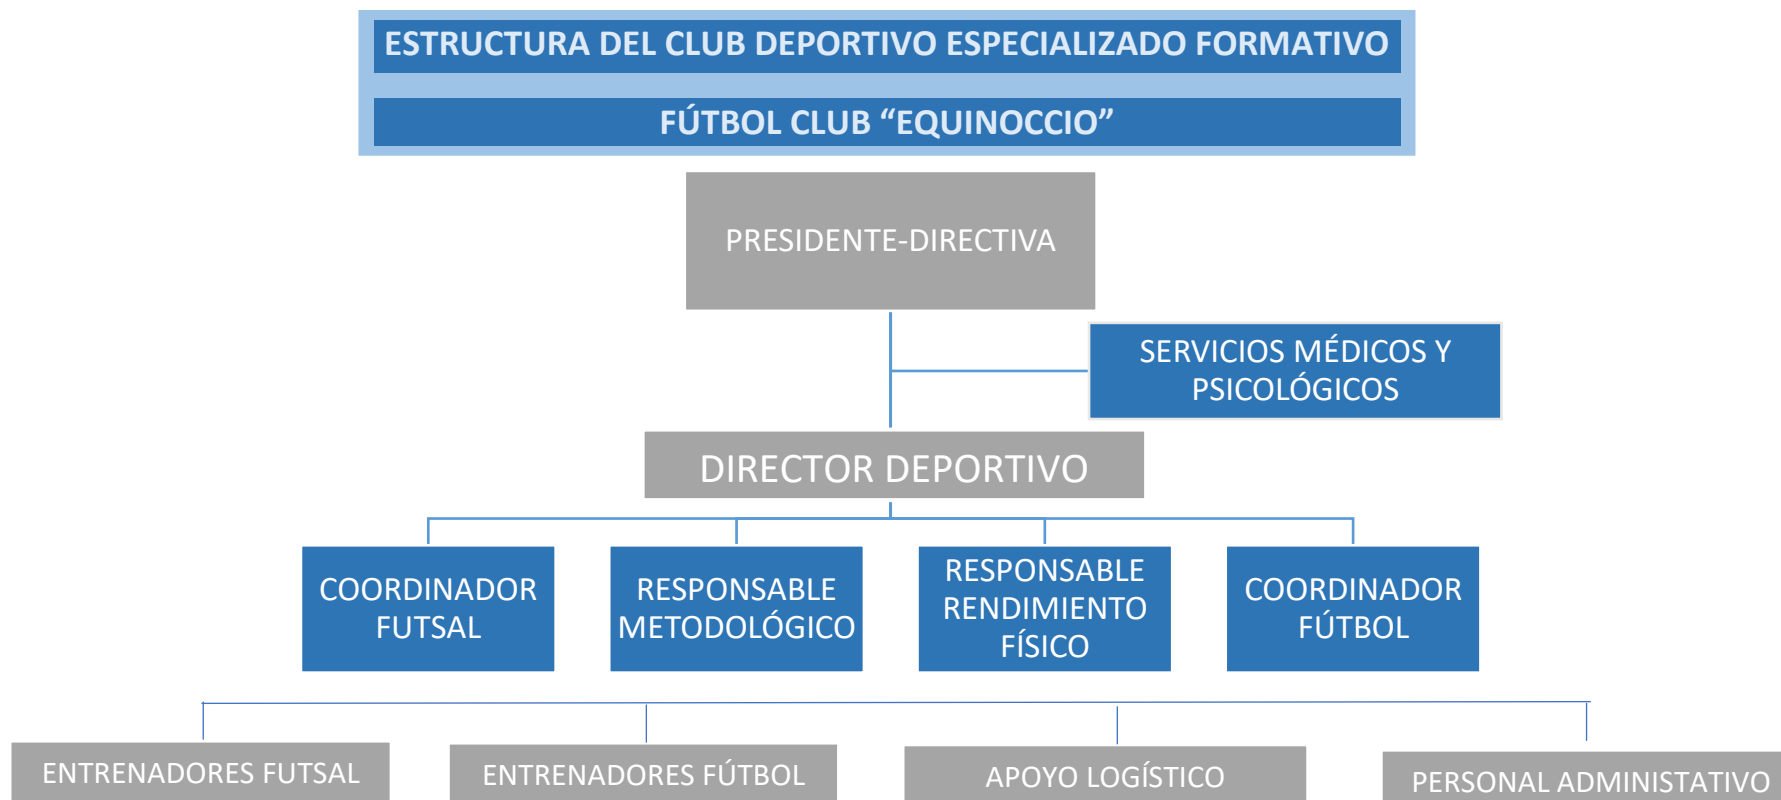 ESTRUCTURA DEL CLUB DEPORTIVO ESPECIALIZADO FORMATIVO
FÚTBOL CLUB “EQUINOCCIO”
PRESIDENTE-DIRECTIVA
SERVICIOS MÉDICOS Y
PSICOLÓGICOS
DIRECTOR DEPORTIVO
COORDINADOR
FUTSAL
RESPONSABLE
METODOLÓGICO
RESPONSABLE
RENDIMIENTO
FÍSICO
COORDINADOR
FÚTBOL
ENTRENADORES FUTSAL
ENTRENADORES FÚTBOL
APOYO LOGÍSTICO
PERSONAL ADMINISTATIVO